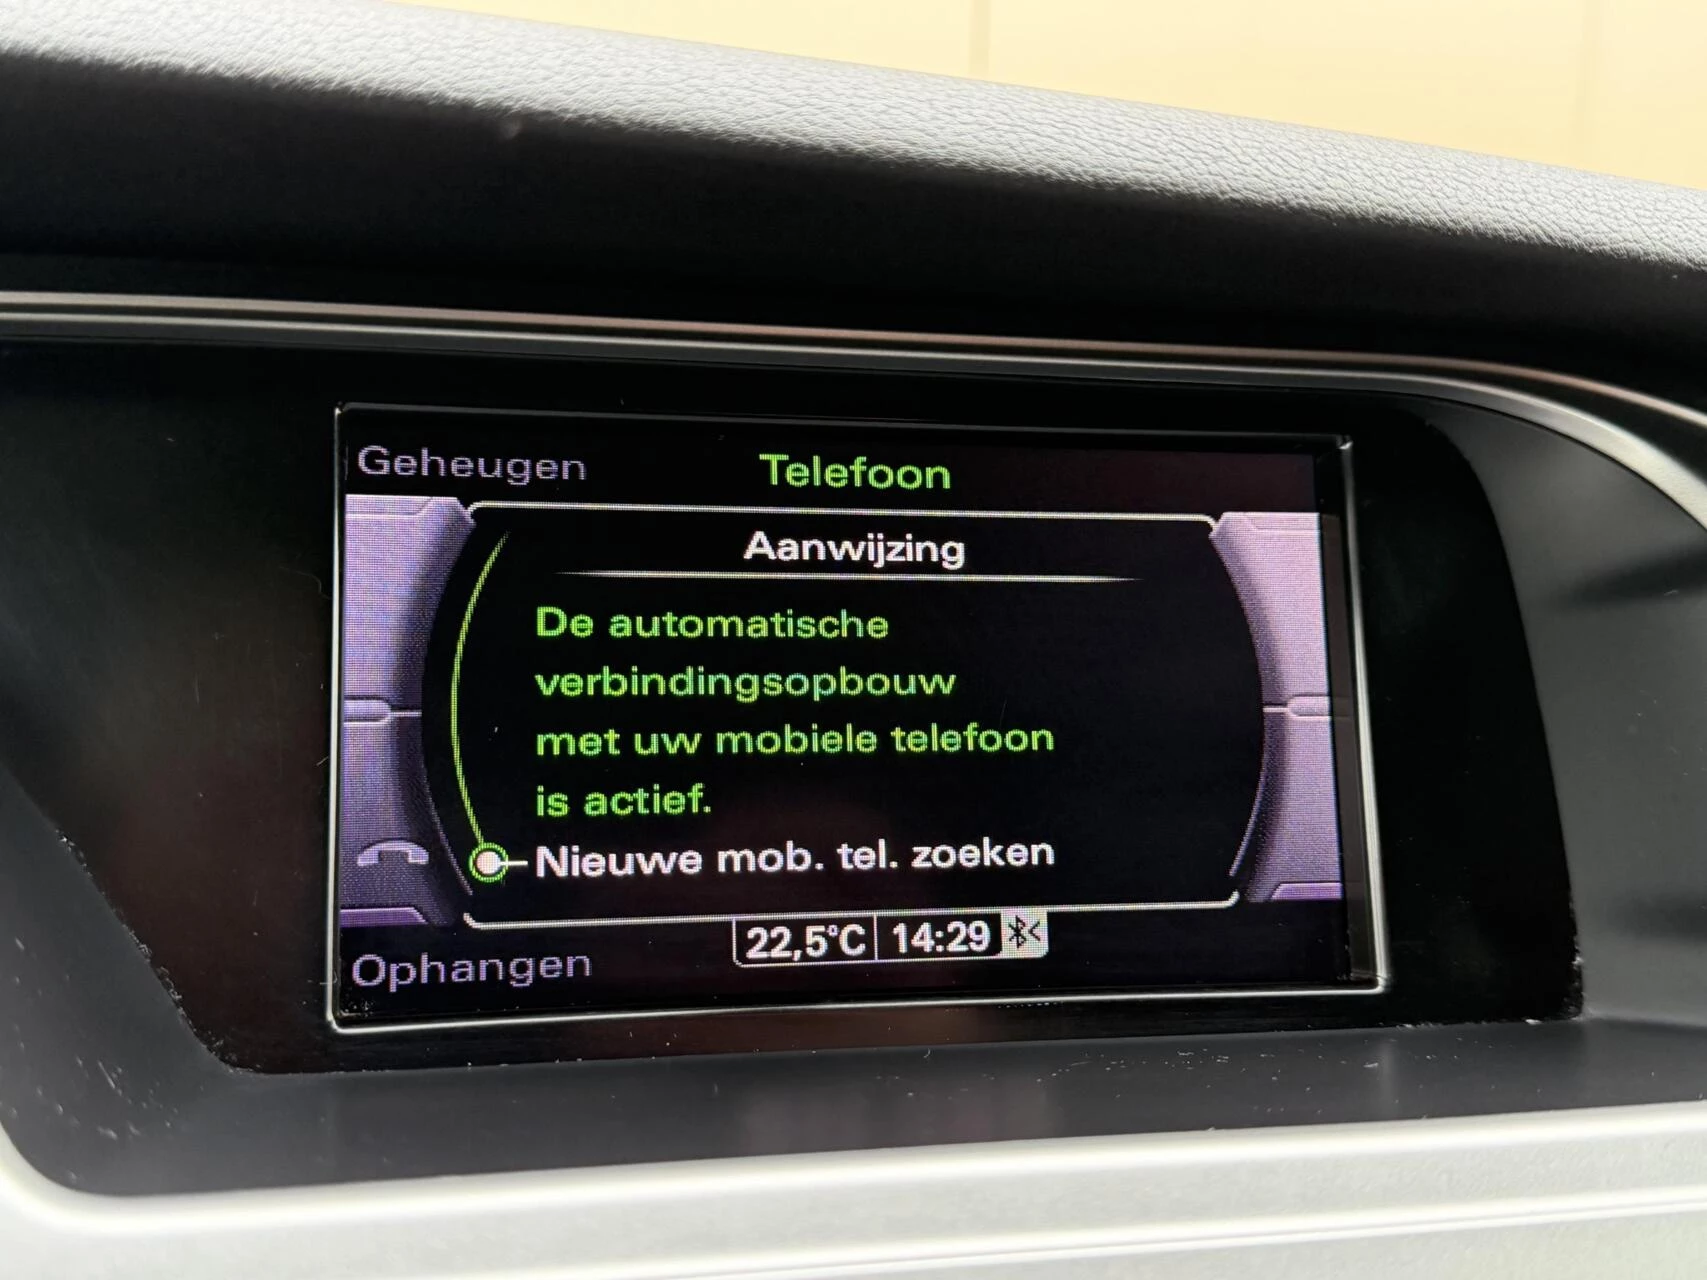 Geheugen
Telefoon
Aanwijzing
De automatische
verbindingsopbouw
met uw mobiele telefoon
is actief.
Nieuwe mob. tel. zoeken
22,5°C 14:29
Ophangen